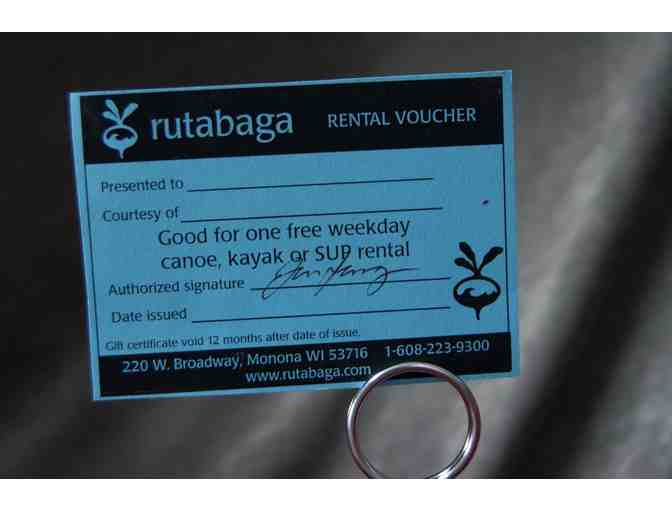 rutabaga RENTAL VOUCHER
Presented to
Courtesy of
Good for one free weekday
canoe, kayak or SUP rental
Authorized signature
Date issued
Gift certificate void 12 months after date of issue.
220 W. Broadway, Monona WI 53716 1-608-223-9300
www.rutabaga.com